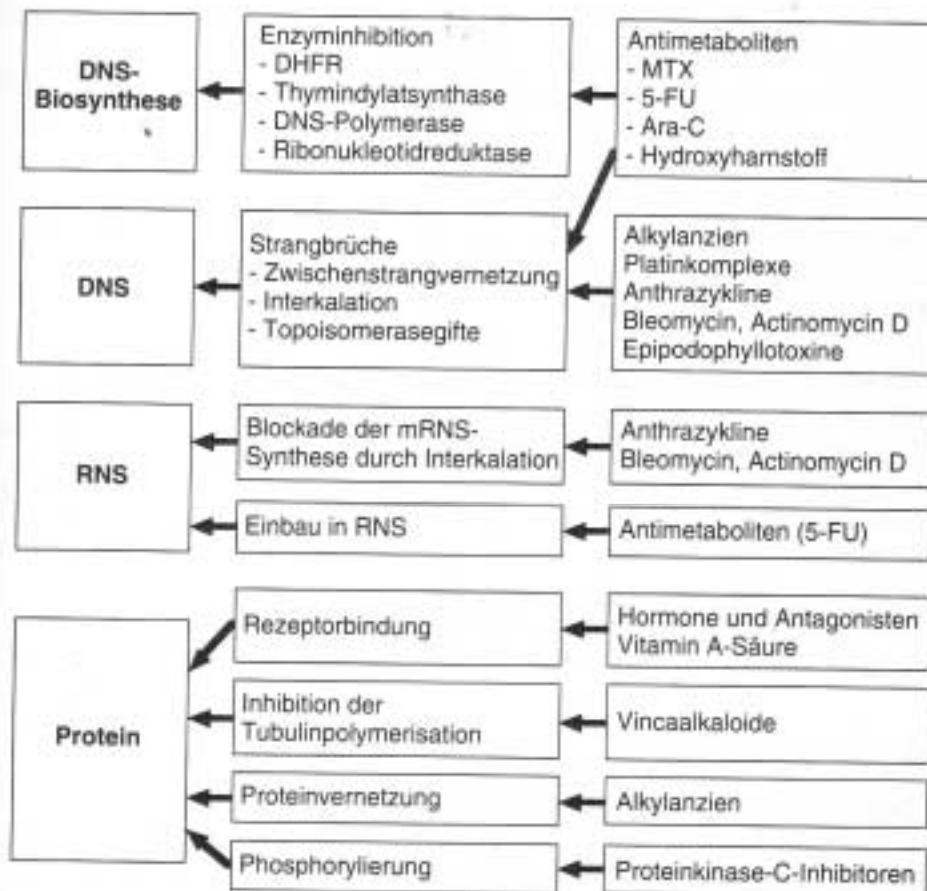 DNS-
Biosynthese
Enzyminhibition
- DHFR
- Thymindylatsynthase
- DNS-Polymerase
- Ribonukleotidreduktase
Antimetaboliten
- MTX
- 5-FU
- Ara-C
- Hydroxyharnstoff
DNS
Strangbrüche
- Zwischenstrangvernetzung
- Interkalation
- Topoisomerasegifte
Alkylanzien
Platinkomplexe
Anthrazykline
Bleomycin, Actinomycin D
Epipodophyllotoxine
RNS
Blockade der mRNS-
Synthese durch Interkalation
Anthrazykline
Bleomycin, Actinomycin D
Einbau in RNS
Antimetaboliten (5-FU)
Protein
Rezeptorbindung
Hormone und Antagonisten
Vitamin A-Säure
Inhibition der
Tubulinpolymerisation
Vincaalkaloide
Proteinvernetzung
Alkylanzien
Phosphorylierung
Proteinkinase-C-Inhibitoren